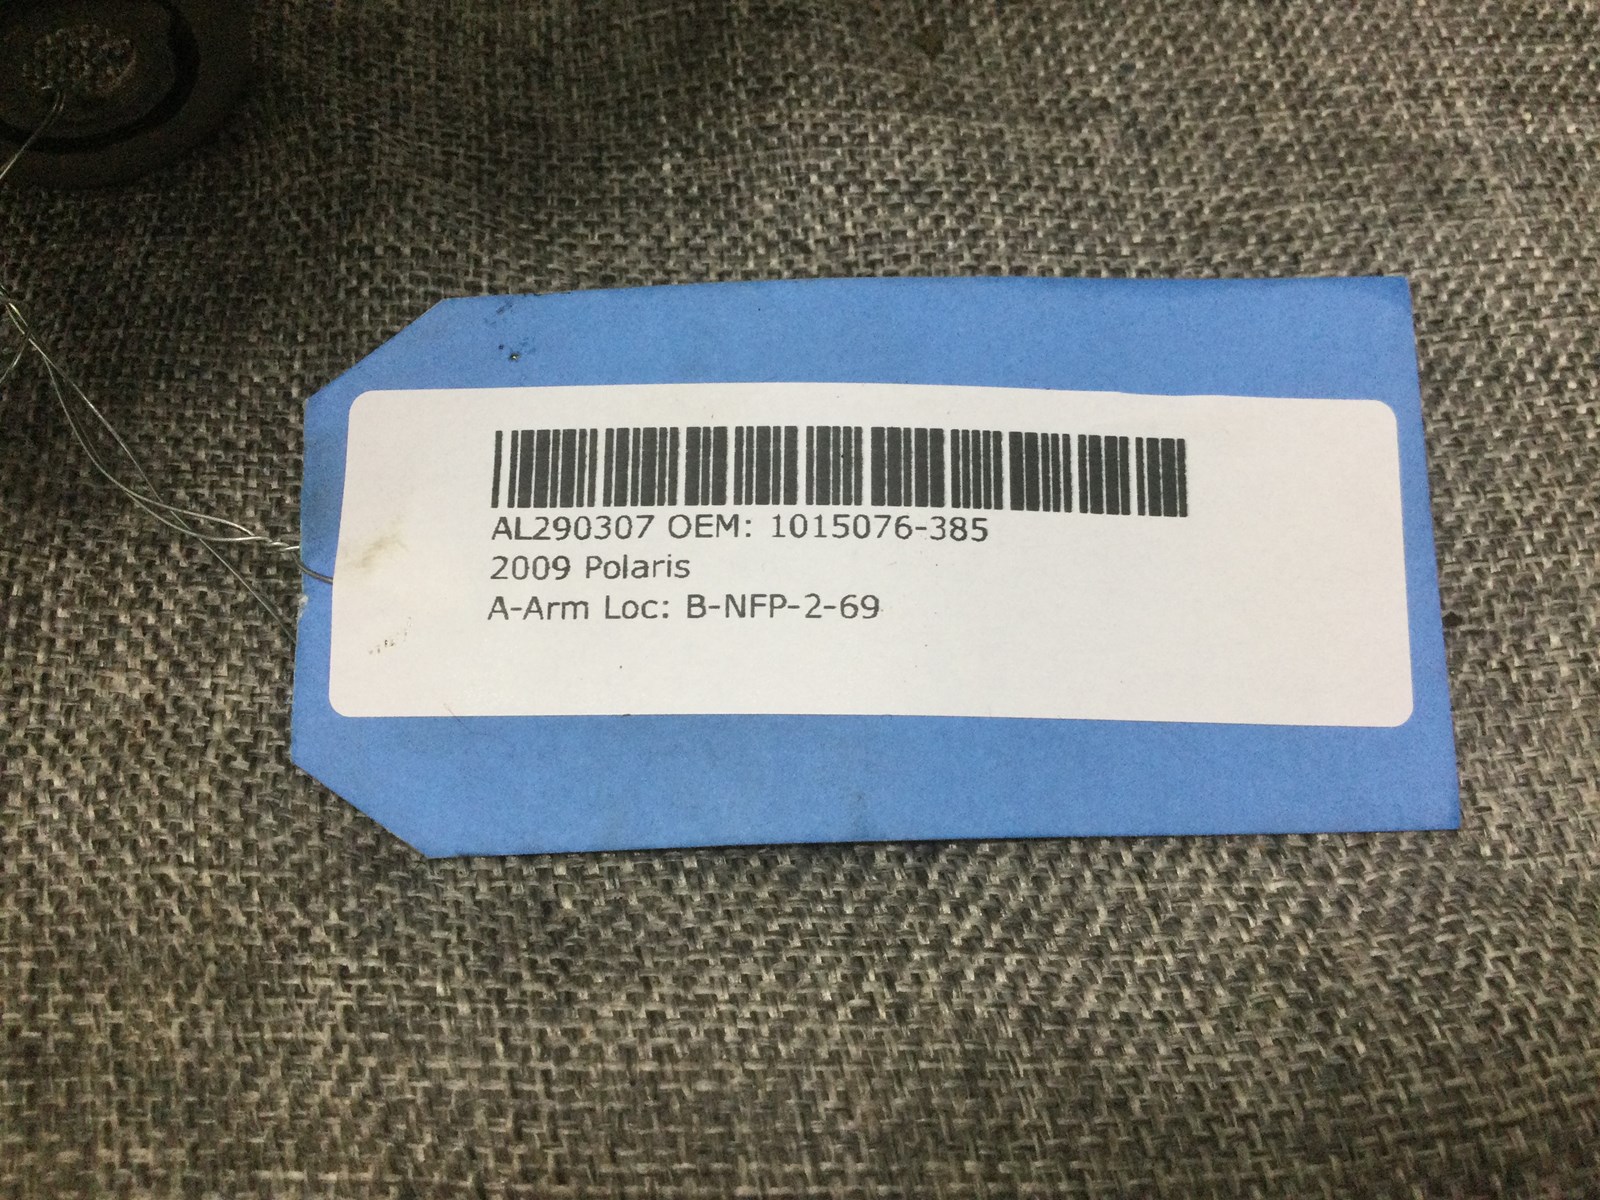 AL290307 OEM: 1015076-385
2009 Polaris
A-Arm Loc: B-NFP-2-69